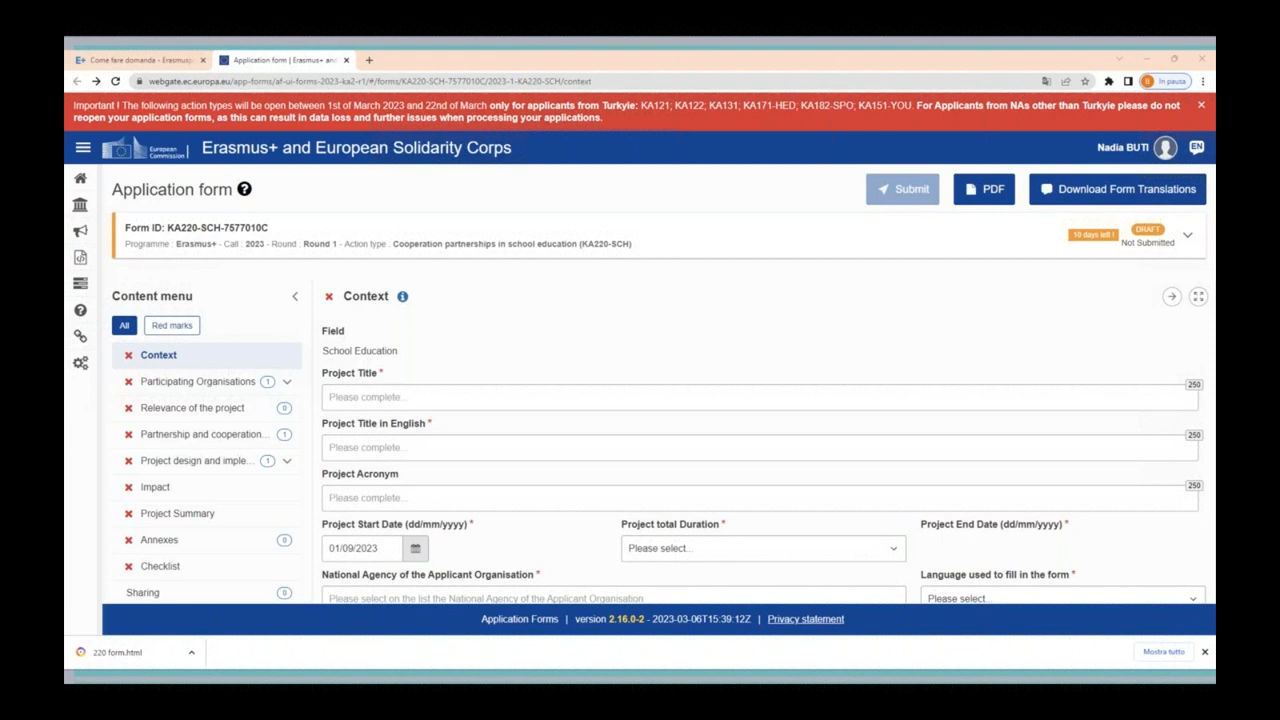 Come fare domanda - Erasmusp
Application form | Erasmus+ and
webgate.ec.europa.eu/app-forms/af-ui-forms-2023-ka2-r1/#/forms/KA220-SCH-7577010C/2023-1-KA220-SCH/context
In pausa
Important ! The following action types will be open between 1st of March 2023 and 22nd of March only for applicants from Turkyie: KA121; KA122; KA131; KA171-HED; KA182-SPO; KA151-YOU. For Applicants from NAs other than Turkyie please do not
reopen your application forms, as this can result in data loss and further issues when processing your applications.
European
Commission
Erasmus+ and European Solidarity Corps
Nadia BUTI
EN
Application form
Submit
PDF
Download Form Translations
Form ID: KA220-SCH-7577010C
Programme : Erasmus+ - Call : 2023 - Round : Round 1 - Action type : Cooperation partnerships in school education (KA220-SCH)
10 days left !
DRAFT
Not Submitted
Content menu
All
Red marks
Context
Participating Organisations 1
Relevance of the project 0
Partnership and cooperation... 1
Project design and imple... 1
Impact
Project Summary
Annexes 0
Checklist
Sharing 0
Context
Field
School Education
Project Title *
250
Please complete...
Project Title in English *
250
Please complete...
Project Acronym
250
Please complete...
Project Start Date (dd/mm/yyyy) *
01/09/2023
Project total Duration *
Please select...
Project End Date (dd/mm/yyyy) *
National Agency of the Applicant Organisation *
Please select on the list the National Agency of the Applicant Organisation
Language used to fill in the form *
Please select...
Application Forms | version 2.16.0-2 - 2023-03-06T15:39:12Z | Privacy statement
220 form.html
Mostra tutto